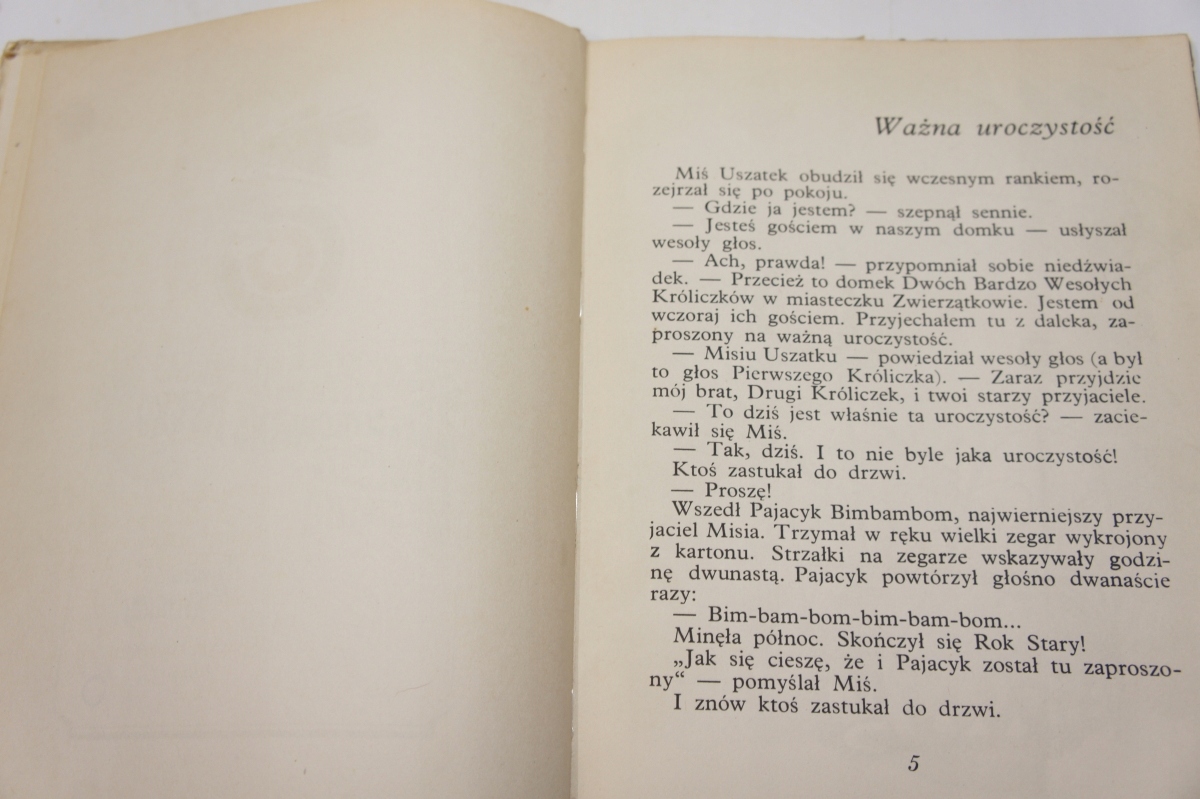 Ważna uroczystość
Miś Uszatek obudził się wczesnym rankiem, ro-
zejrzał się po pokoju.
— Gdzie ja jestem? — szepnął sennie.
— Jesteś gościem w naszym domku — usłyszał
wesoły głos.
— Ach, prawda! — przypomniał sobie niedźwia-
dek. — Przecież to domek Dwóch Bardzo Wesołych
Króliczków w miasteczku Zwierzątkowie. Jestem od
wczoraj ich gościem. Przyjechałem tu z daleka, za-
proszony na ważną uroczystość.
— Misiu Uszatku — powiedział wesoły głos (a był
to głos Pierwszego Króliczka). — Zaraz przyjdzie
mój brat, Drugi Króliczek, i twoi starzy przyjaciele.
— To dziś jest właśnie ta uroczystość? — zacie-
kawił się Miś.
— Tak, dziś. I to nie byle jaka uroczystość!
Ktoś zastukał do drzwi.
— Proszę!
Wszedł Pajacyk Bimbambom, najwierniejszy przy-
jaciel Misia. Trzymał w ręku wielki zegar wykrojony
z kartonu. Strzałki na zegarze wskazywały godzi-
nę dwunastą. Pajacyk powtórzył głośno dwanaście
razy:
— Bim-bam-bom-bim-bam-bom...
Minęła północ. Skończył się Rok Stary!
„Jak się cieszę, że i Pajacyk został tu zaproszo-
ny“ — pomyślał Miś.
I znów ktoś zastukał do drzwi.
5